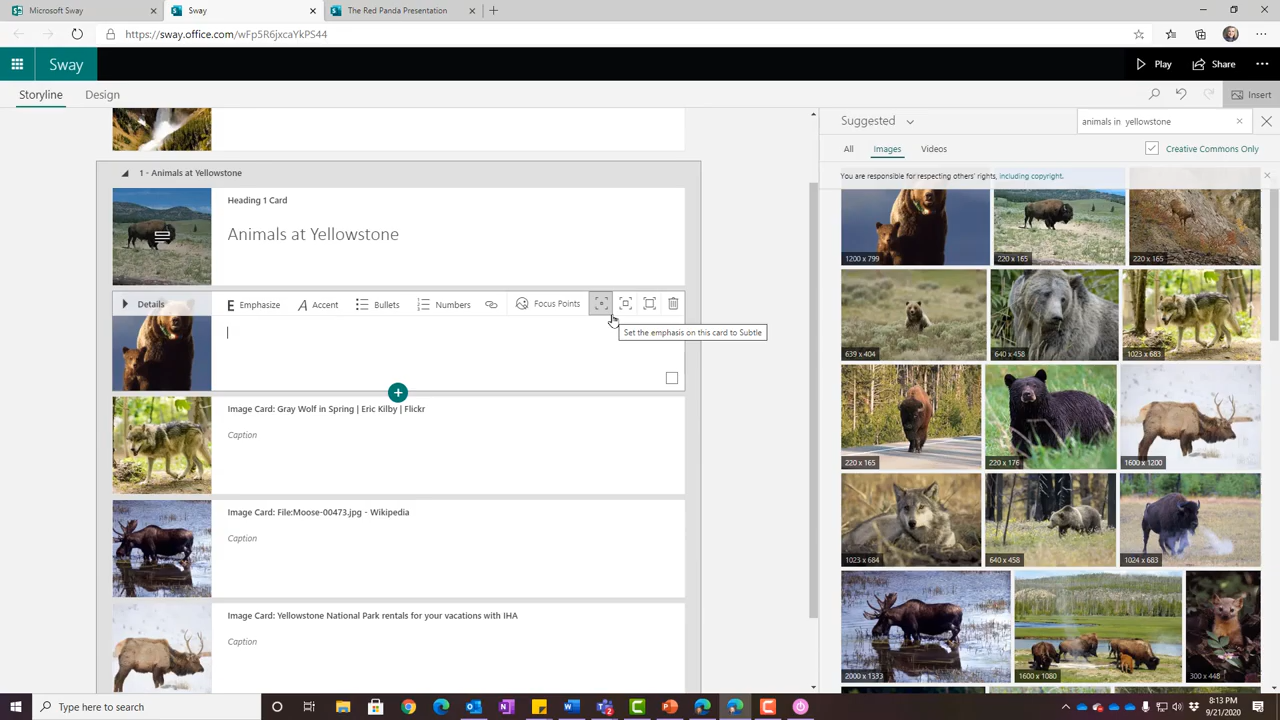 Microsoft Sway
Sway
The Red Panda Presentation
https://sway.office.com/wFp5R6jxcaYkPS44
Sway
Play
Share
Storyline
Design
Insert
Suggested
animals in yellowstone
All
Images
Videos
Creative Commons Only
You are responsible for respecting others' rights, including copyright.
1 - Animals at Yellowstone
Heading 1 Card
Animals at Yellowstone
Details
E Emphasize
A Accent
Bullets
Numbers
Focus Points
Set the emphasis on this card to Subtle
Image Card: Gray Wolf in Spring | Eric Kilby | Flickr
Caption
Image Card: File:Moose-00473.jpg - Wikipedia
Caption
Image Card: Yellowstone National Park rentals for your vacations with IHA
Caption
1200 x 799
220 x 165
220 x 165
639 x 404
640 x 458
1023 x 683
220 x 165
220 x 176
1600 x 1200
1023 x 684
640 x 458
1024 x 683
2000 x 1333
1600 x 1080
300 x 448
Type here to search
8:13 PM
9/21/2020